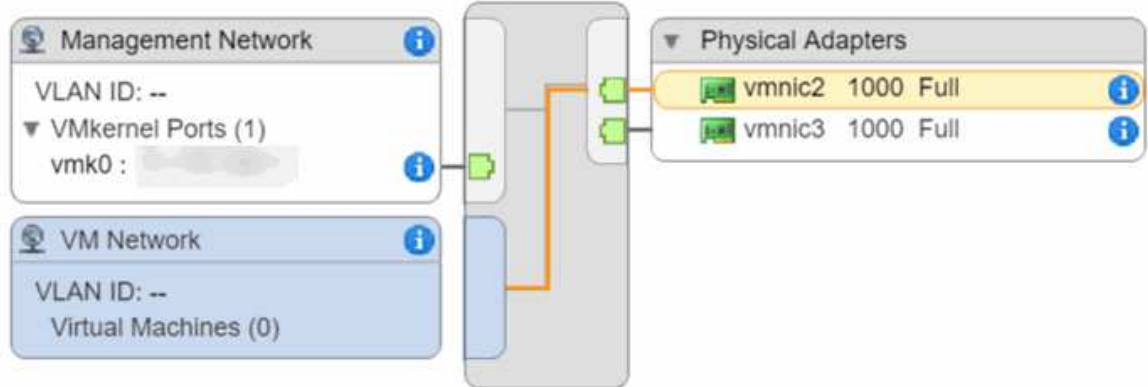 Management Network
VLAN ID: --
VMkernel Ports (1)
vmk0 :
VM Network
VLAN ID: --
Virtual Machines (0)
Physical Adapters
vmnic2 1000 Full
vmnic3 1000 Full